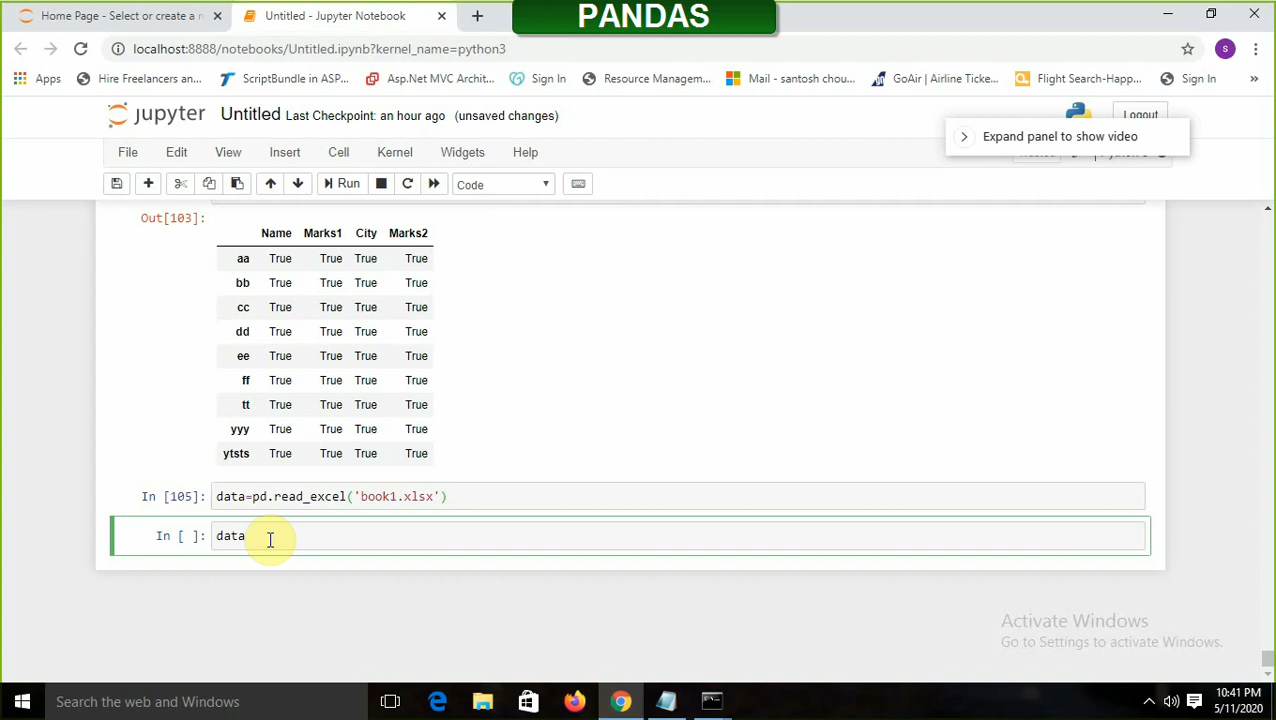 PANDAS
Home Page - Select or create a n
Untitled - Jupyter Notebook
localhost:8888/notebooks/Untitled.ipynb?kernel_name=python3
S
Apps
Hire Freelancers an...
ScriptBundle in ASP...
Asp.Net MVC Archit...
Sign In
Resource Managem...
Mail - santosh chou...
GoAir | Airline Ticke...
Flight Search-Happ...
Sign In
»
jupyter Untitled Last Checkpoint: an hour ago (unsaved changes)
Logout
Expand panel to show video
File Edit View Insert Cell Kernel Widgets Help
Run Code
Out[103]:
Name Marks1 City Marks2
aa True True True True
bb True True True True
cc True True True True
dd True True True True
ee True True True True
ff True True True True
tt True True True True
yyy True True True True
ytsts True True True True
In [105]: data=pd.read_excel('book1.xlsx')
In [ ]: data
Activate Windows
Go to Settings to activate Windows.
Search the web and Windows
10:41 PM
5/11/2020